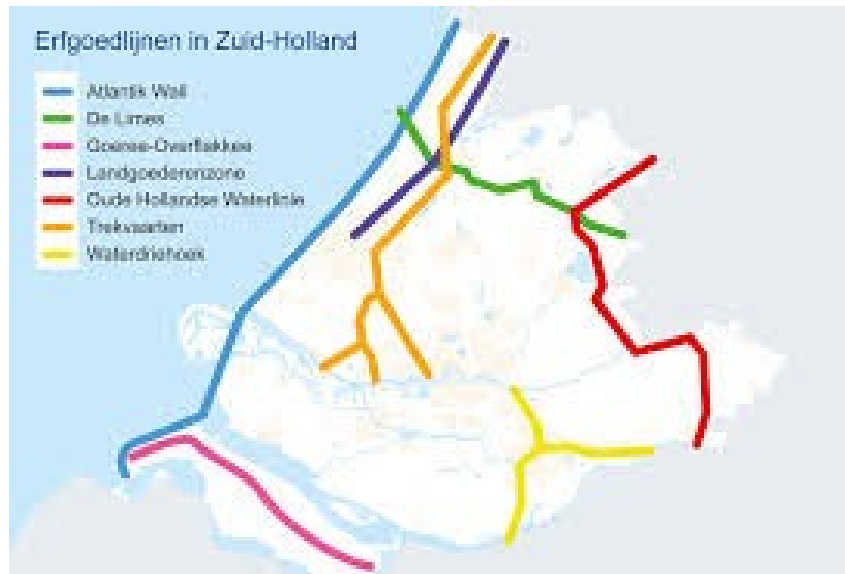 Erfgoedlijnen in Zuid-Holland
Atlantik Wall
De Limes
Goeree-Overflakkee
Landgoederenzone
Oude Hollandse Waterlinie
Trekvaarten
Waterdriehoek